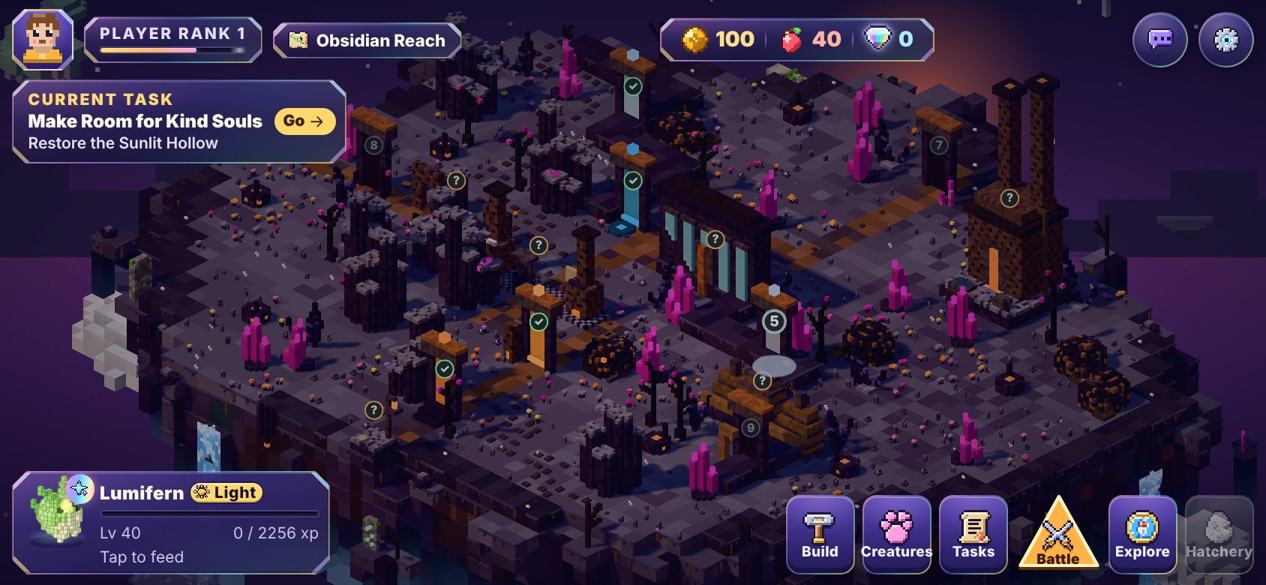 PLAYER RANK 1
Obsidian Reach
100
40
0
CURRENT TASK
Make Room for Kind Souls
Go →
Restore the Sunlit Hollow
8
7
?
?
?
?
5
?
?
9
Lumifern
Light
Lv 40
0 / 2256 xp
Tap to feed
Build
Creatures
Tasks
Battle
Explore
Hatchery